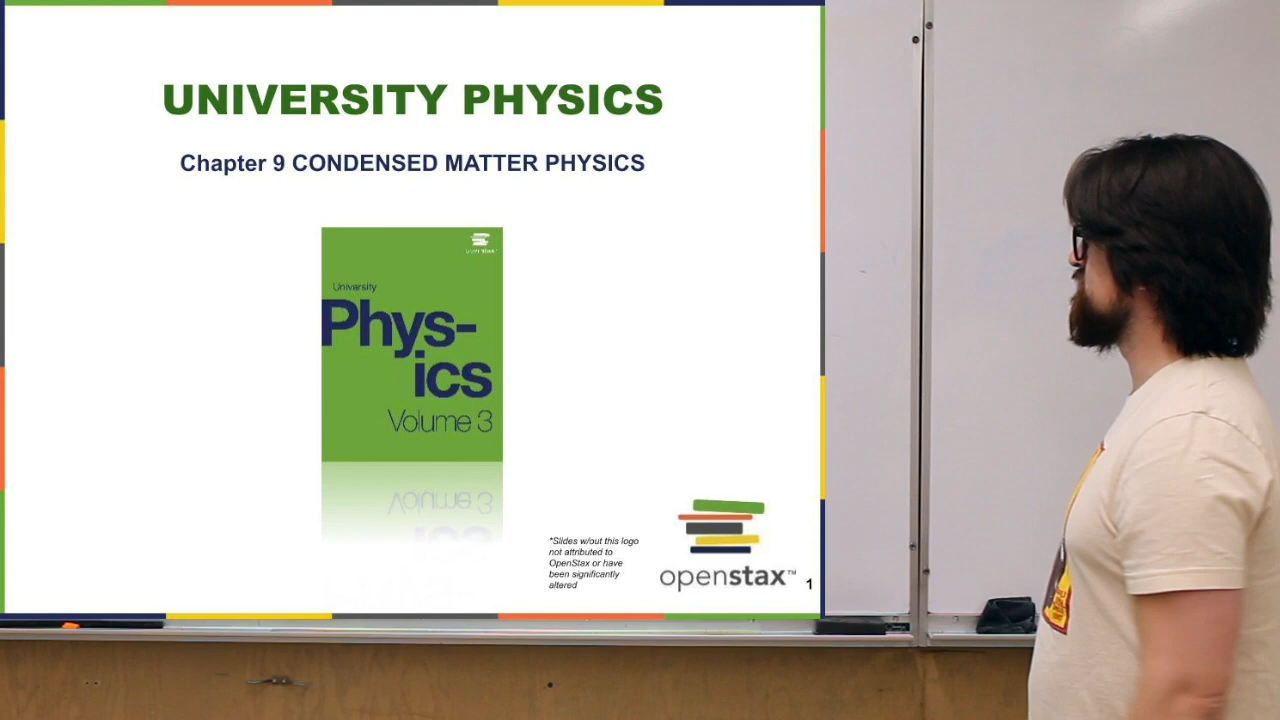 UNIVERSITY PHYSICS
Chapter 9 CONDENSED MATTER PHYSICS
openstax™
University
Phys-
ics
Volume 3
*Slides w/out this logo
not attributed to
OpenStax or have
been significantly
altered
openstax™
1